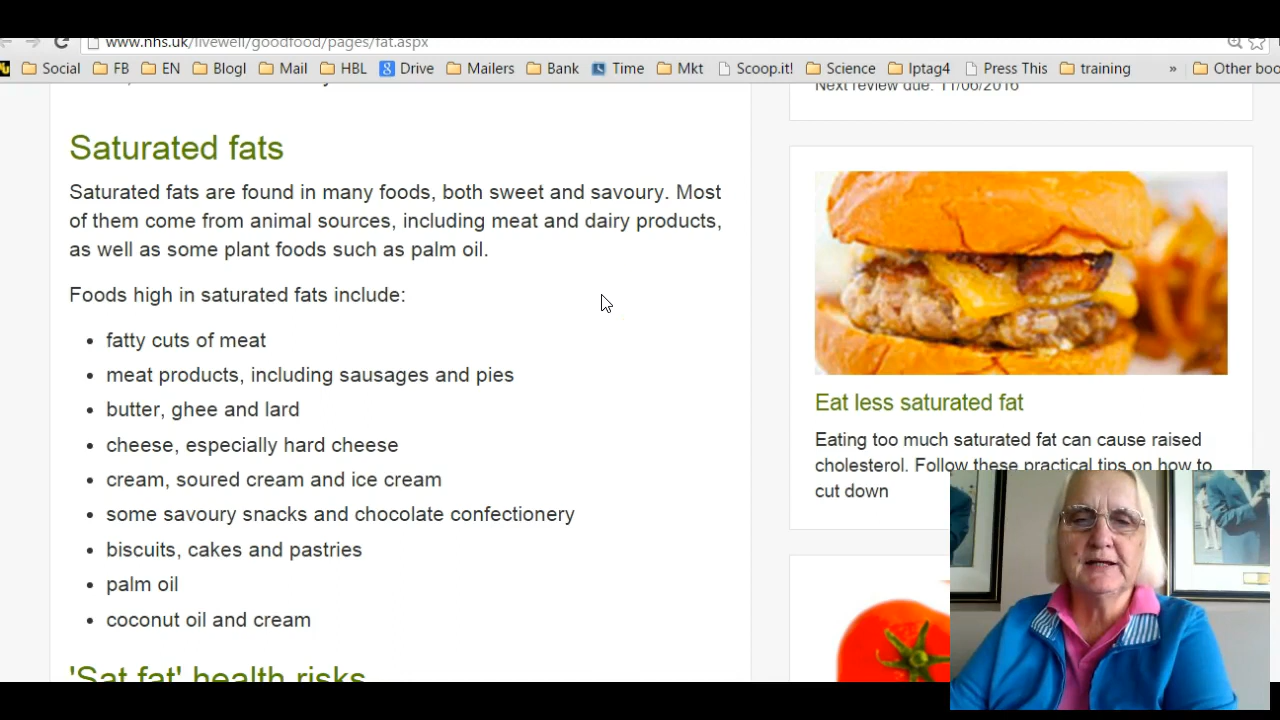 www.nhs.uk/livewell/goodfood/pages/fat.aspx
Social FB EN Blogl Mail HBL Drive Mailers Bank Time Mkt Scoop.it! Science Iptag4 Press This training » Other boo
Next review due: 11/06/2016
Saturated fats
Saturated fats are found in many foods, both sweet and savoury. Most
of them come from animal sources, including meat and dairy products,
as well as some plant foods such as palm oil.
Foods high in saturated fats include:
• fatty cuts of meat
• meat products, including sausages and pies
• butter, ghee and lard
• cheese, especially hard cheese
• cream, soured cream and ice cream
• some savoury snacks and chocolate confectionery
• biscuits, cakes and pastries
• palm oil
• coconut oil and cream
'Sat fat' health risks
Eat less saturated fat
Eating too much saturated fat can cause raised
cholesterol. Follow these practical tips on how to
cut down